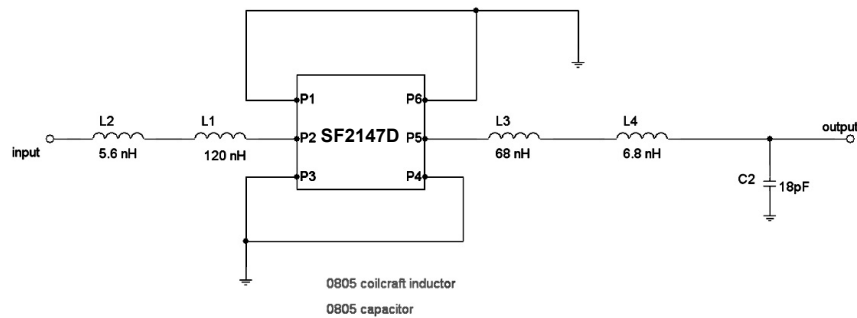 P1 P6
L2 L1 L3 L4
input P2 SF2147D P5 output
5.6 nH 120 nH 68 nH 6.8 nH
P3 P4 C2 18pF
0805 coilcraft inductor
0805 capacitor